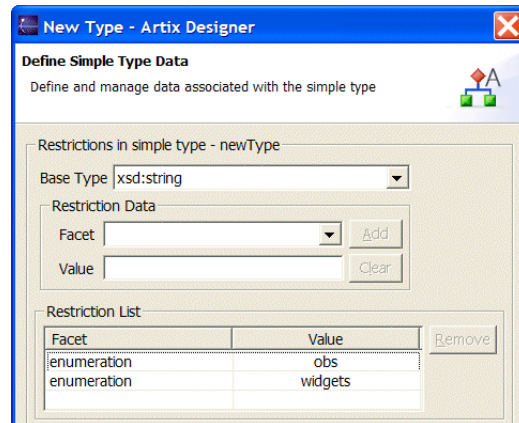 New Type - Artix Designer
Define Simple Type Data
Define and manage data associated with the simple type
A
Restrictions in simple type - newType
Base Type xsd:string
Restriction Data
Facet Add
Value Clear
Restriction List
Facet Value Remove
enumeration obs
enumeration widgets